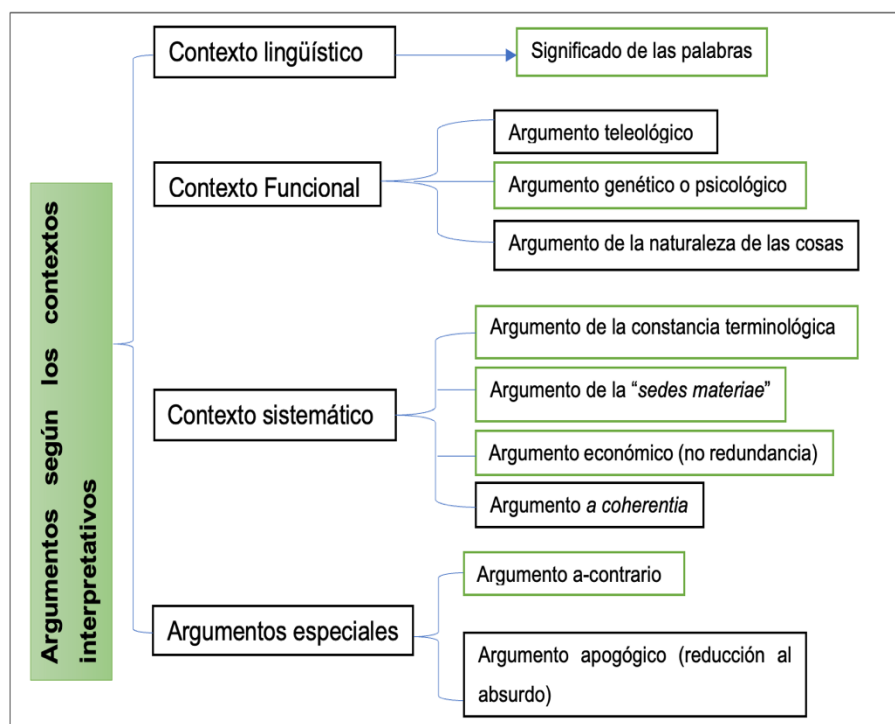 Argumentos según los contextos
interpretativos
Contexto lingüístico
Significado de las palabras
Contexto Funcional
Argumento teleológico
Argumento genético o psicológico
Argumento de la naturaleza de las cosas
Contexto sistemático
Argumento de la constancia terminológica
Argumento de la “sedes materiae”
Argumento económico (no redundancia)
Argumento a coherentia
Argumentos especiales
Argumento a-contrario
Argumento apogógico (reducción al
absurdo)